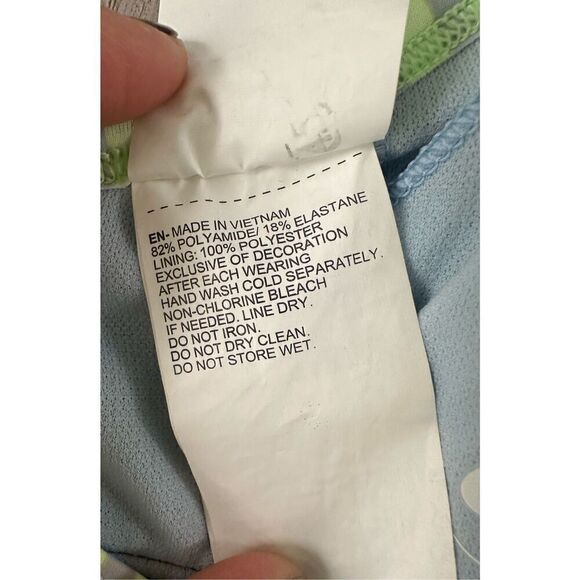 EN- MADE IN VIETNAM
82% POLYAMIDE/ 18% ELASTANE
LINING: 100% POLYESTER
EXCLUSIVE OF DECORATION
AFTER EACH WEARING
HAND WASH COLD SEPARATELY.
NON-CHLORINE BLEACH
IF NEEDED. LINE DRY.
DO NOT IRON.
DO NOT DRY CLEAN.
DO NOT STORE WET.